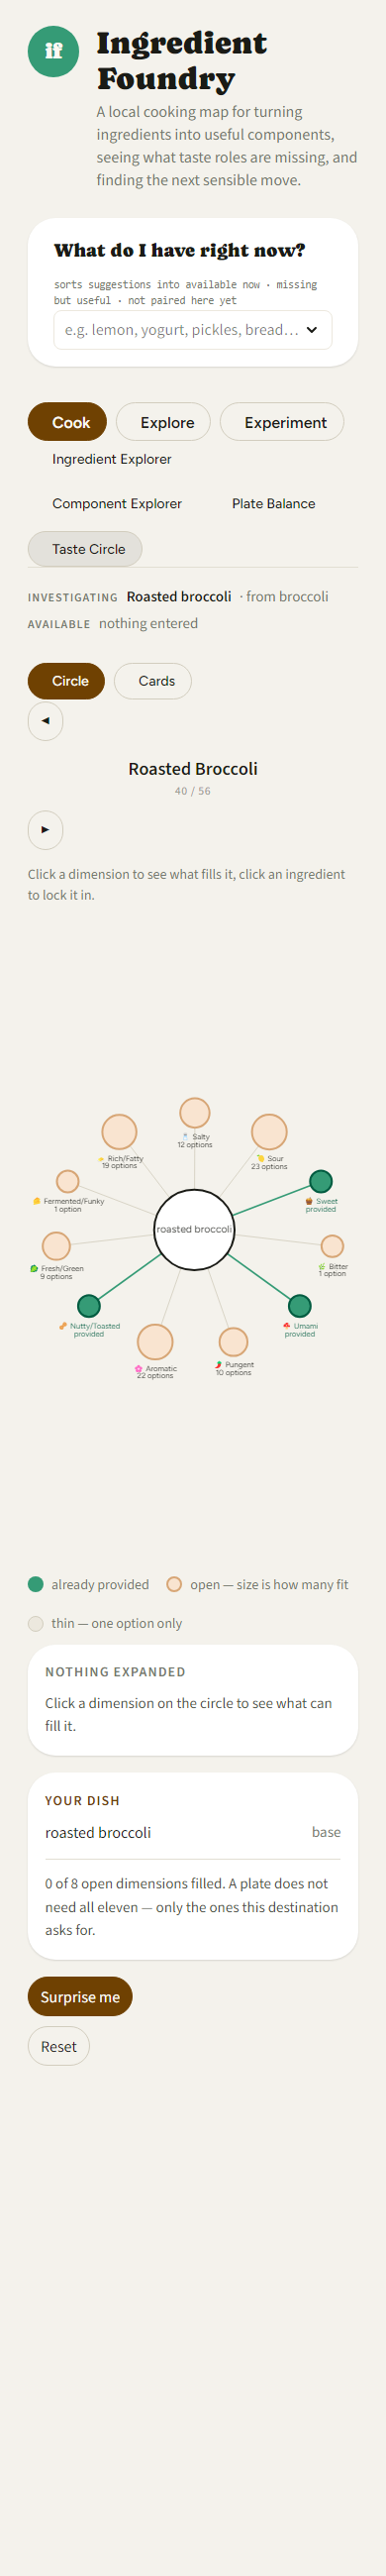 if
Ingredient
Foundry
A local cooking map for turning
ingredients into useful components,
seeing what taste roles are missing, and
finding the next sensible move.
What do I have right now?
sorts suggestions into available now · missing
but useful · not paired here yet
e.g. lemon, yogurt, pickles, bread…
Cook
Explore
Experiment
Ingredient Explorer
Component Explorer
Plate Balance
Taste Circle
INVESTIGATING Roasted broccoli · from broccoli
AVAILABLE nothing entered
Circle
Cards
◄
Roasted Broccoli
40 / 56
►
Click a dimension to see what fills it, click an ingredient
to lock it in.
Salty
12 options
Rich/Fatty
19 options
Sour
23 options
Fermented/Funky
1 option
Sweet
provided
roasted broccoli
Fresh/Green
9 options
Bitter
1 option
Nutty/Toasted
provided
Umami
provided
Aromatic
22 options
Pungent
10 options
already provided
open — size is how many fit
thin — one option only
NOTHING EXPANDED
Click a dimension on the circle to see what can
fill it.
YOUR DISH
roasted broccoli base
0 of 8 open dimensions filled. A plate does not
need all eleven — only the ones this destination
asks for.
Surprise me
Reset